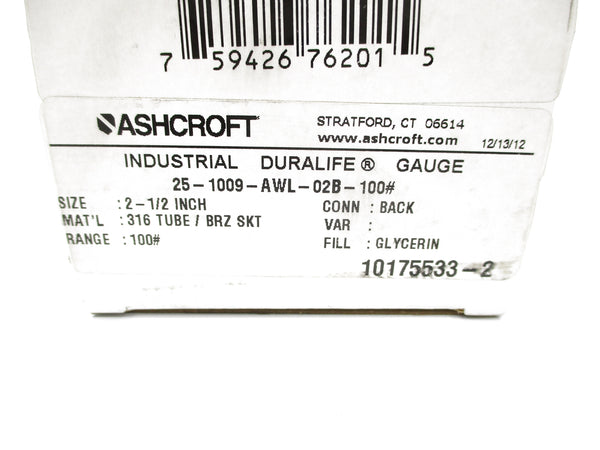 7 59426 76201 5
ASHCROFT
STRATFORD, CT 06614
www.ashcroft.com 12/13/12
INDUSTRIAL DURALIFE® GAUGE
25-1009-AWL-02B-100#
SIZE : 2-1/2 INCH CONN : BACK
MAT'L : 316 TUBE / BRZ SKT VAR :
RANGE : 100# FILL : GLYCERIN
10175533-2